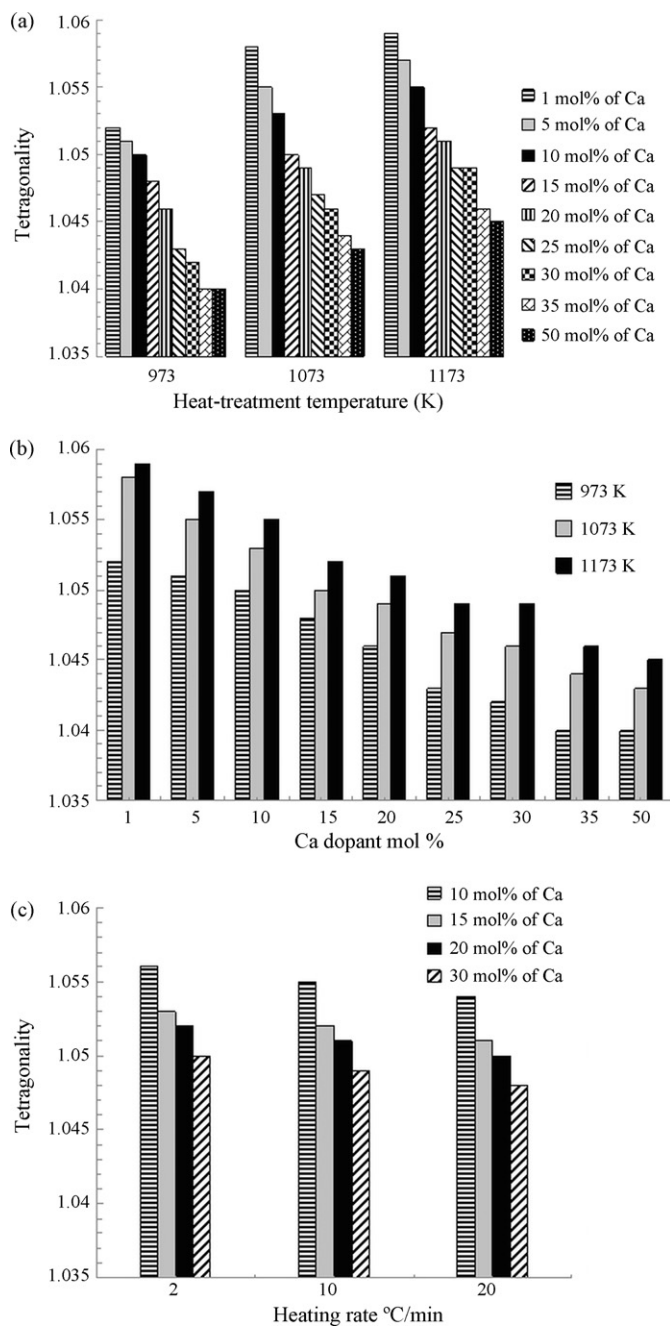 (a)
1.06
1.055
1.05
1.045
1.04
1.035
Tetragonality
973
1073
1173
Heat-treatment temperature (K)
1 mol% of Ca
5 mol% of Ca
10 mol% of Ca
15 mol% of Ca
20 mol% of Ca
25 mol% of Ca
30 mol% of Ca
35 mol% of Ca
50 mol% of Ca
(b)
1.06
1.055
1.05
1.045
1.04
1.035
Tetragonality
973 K
1073 K
1173 K
1 5 10 15 20 25 30 35 50
Ca dopant mol %
(c)
1.06
1.055
1.05
1.045
1.04
1.035
Tetragonality
10 mol% of Ca
15 mol% of Ca
20 mol% of Ca
30 mol% of Ca
2 10 20
Heating rate ºC/min